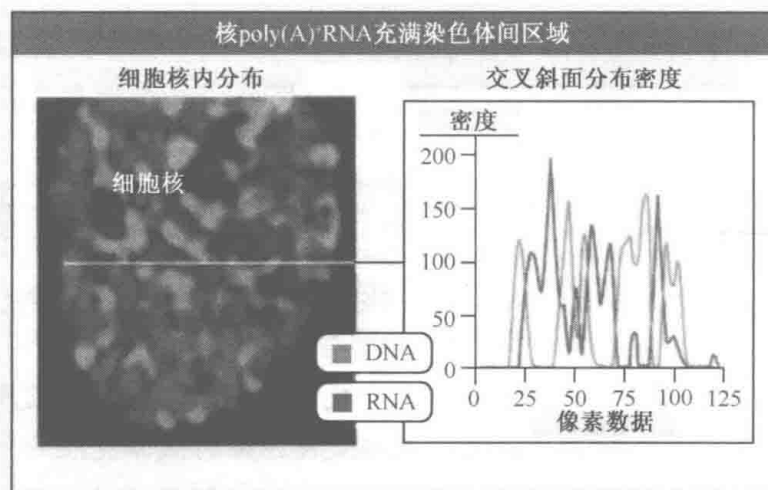 核poly(A)⁺RNA充满染色体间区域
细胞核内分布
交叉斜面分布密度
细胞核
密度
200
150
100
50
0
0 25 50 75 100 125
像素数据
DNA
RNA